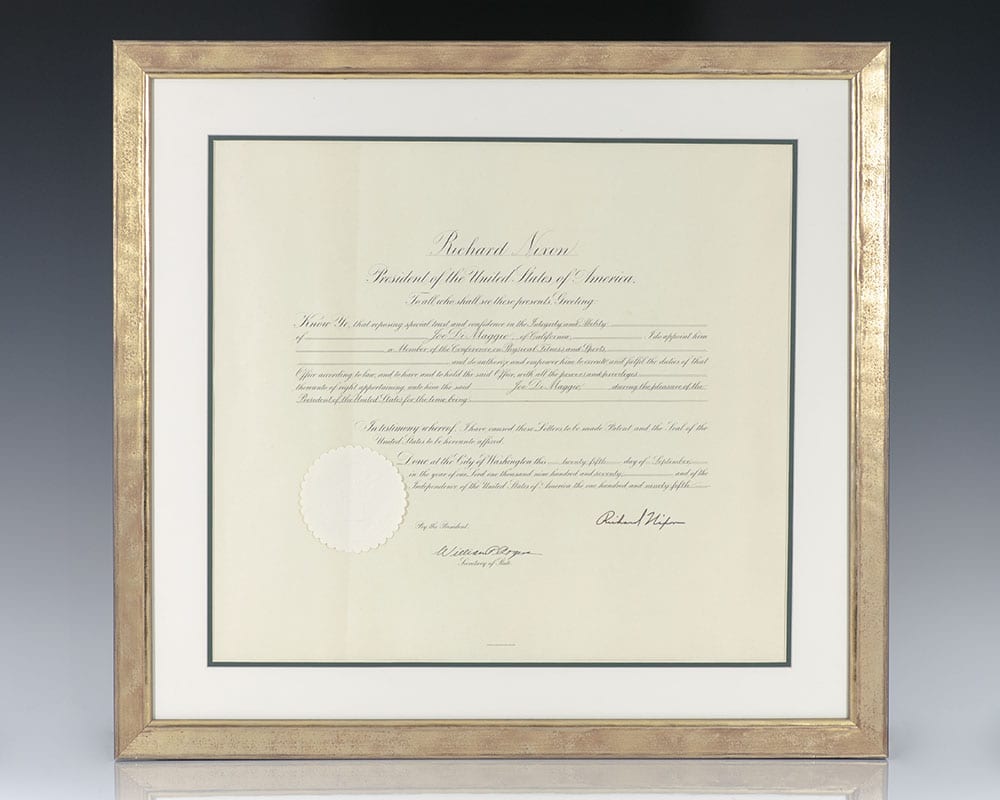 Richard Nixon
President of the United States of America.
To all who shall see these presents, Greeting:
Know Ye, that reposing special trust and confidence in the Integrity and Ability
of Joe Di Maggio, of California, I do appoint him
a Member of the Conference on Physical Fitness and Sports
and do authorize and empower him to execute and fulfil the duties of that
Office according to law, and to have and to hold the said Office, with all the powers and privileges
thereunto of right appertaining unto him the said Joe Di Maggio, during the pleasure of the
President of the United States for the time being.
In testimony whereof, I have caused these Letters to be made Patent and the Seal of the
United States to be hereunto affixed.
Done at the City of Washington this twenty fifth day of September
in the year of our Lord one thousand nine hundred and seventy and of the
Independence of the United States of America the one hundred and ninety fifth
Richard Nixon
By the President:
William P. Rogers
Secretary of State.